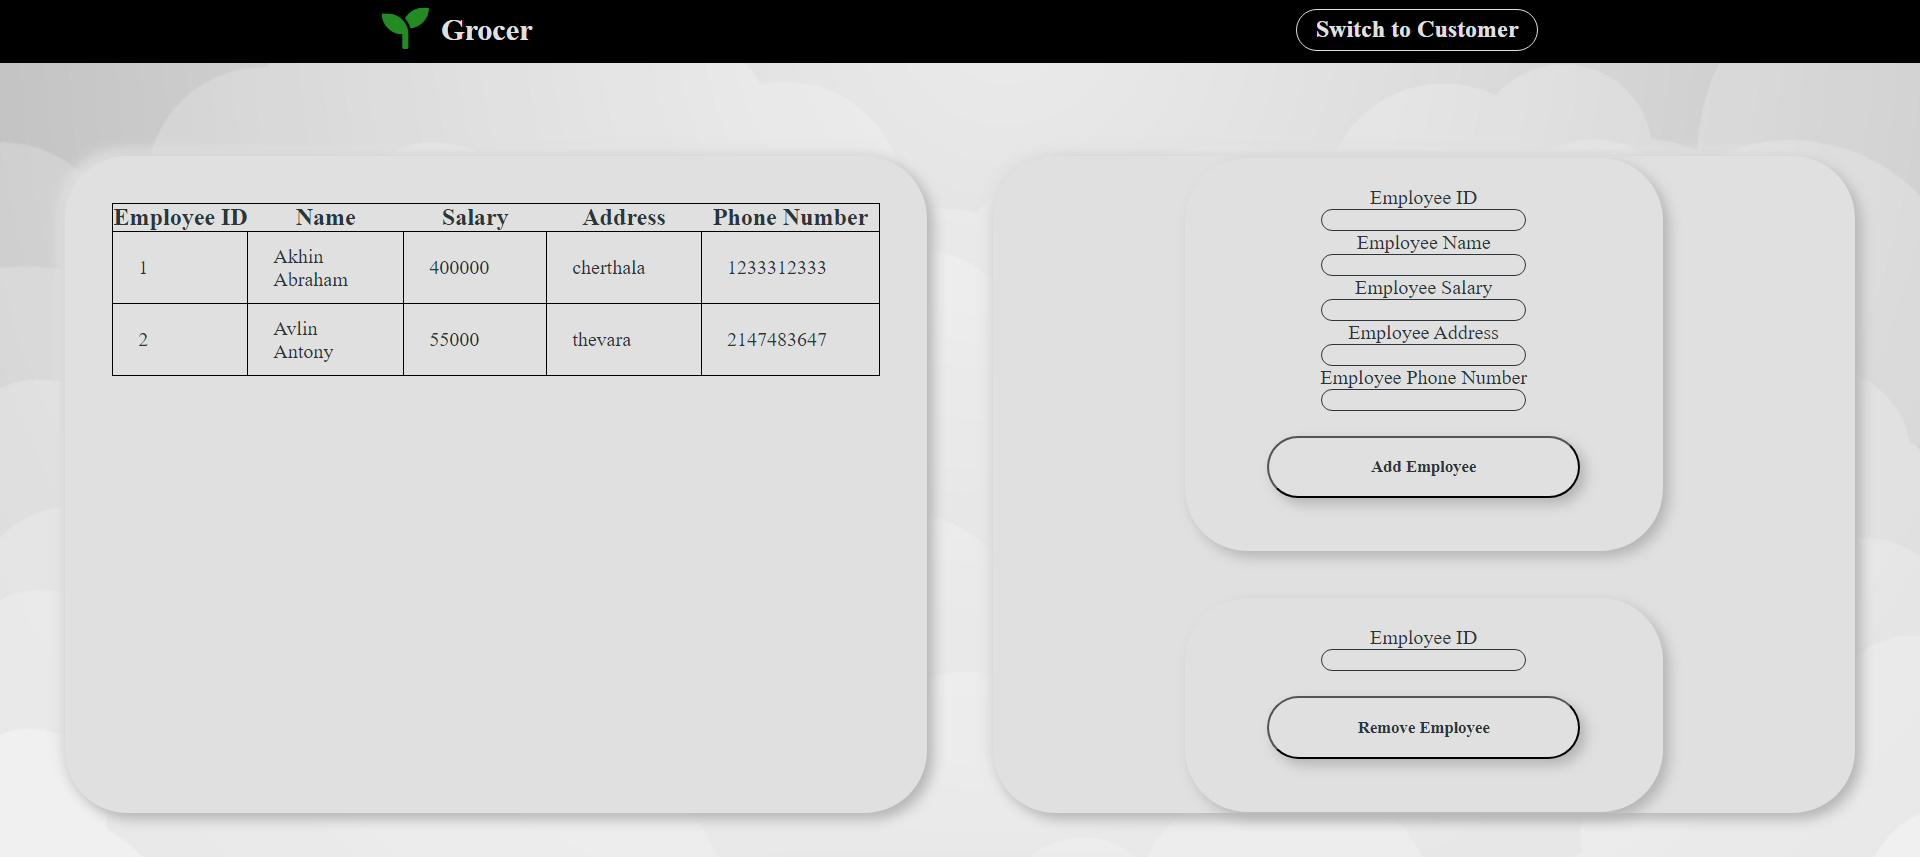 Grocer
Switch to Customer
Employee ID Name Salary Address Phone Number
1 Akhin Abraham 400000 cherthala 1233312333
2 Avlin Antony 55000 thevara 2147483647
Employee ID
Employee Name
Employee Salary
Employee Address
Employee Phone Number
Add Employee
Employee ID
Remove Employee